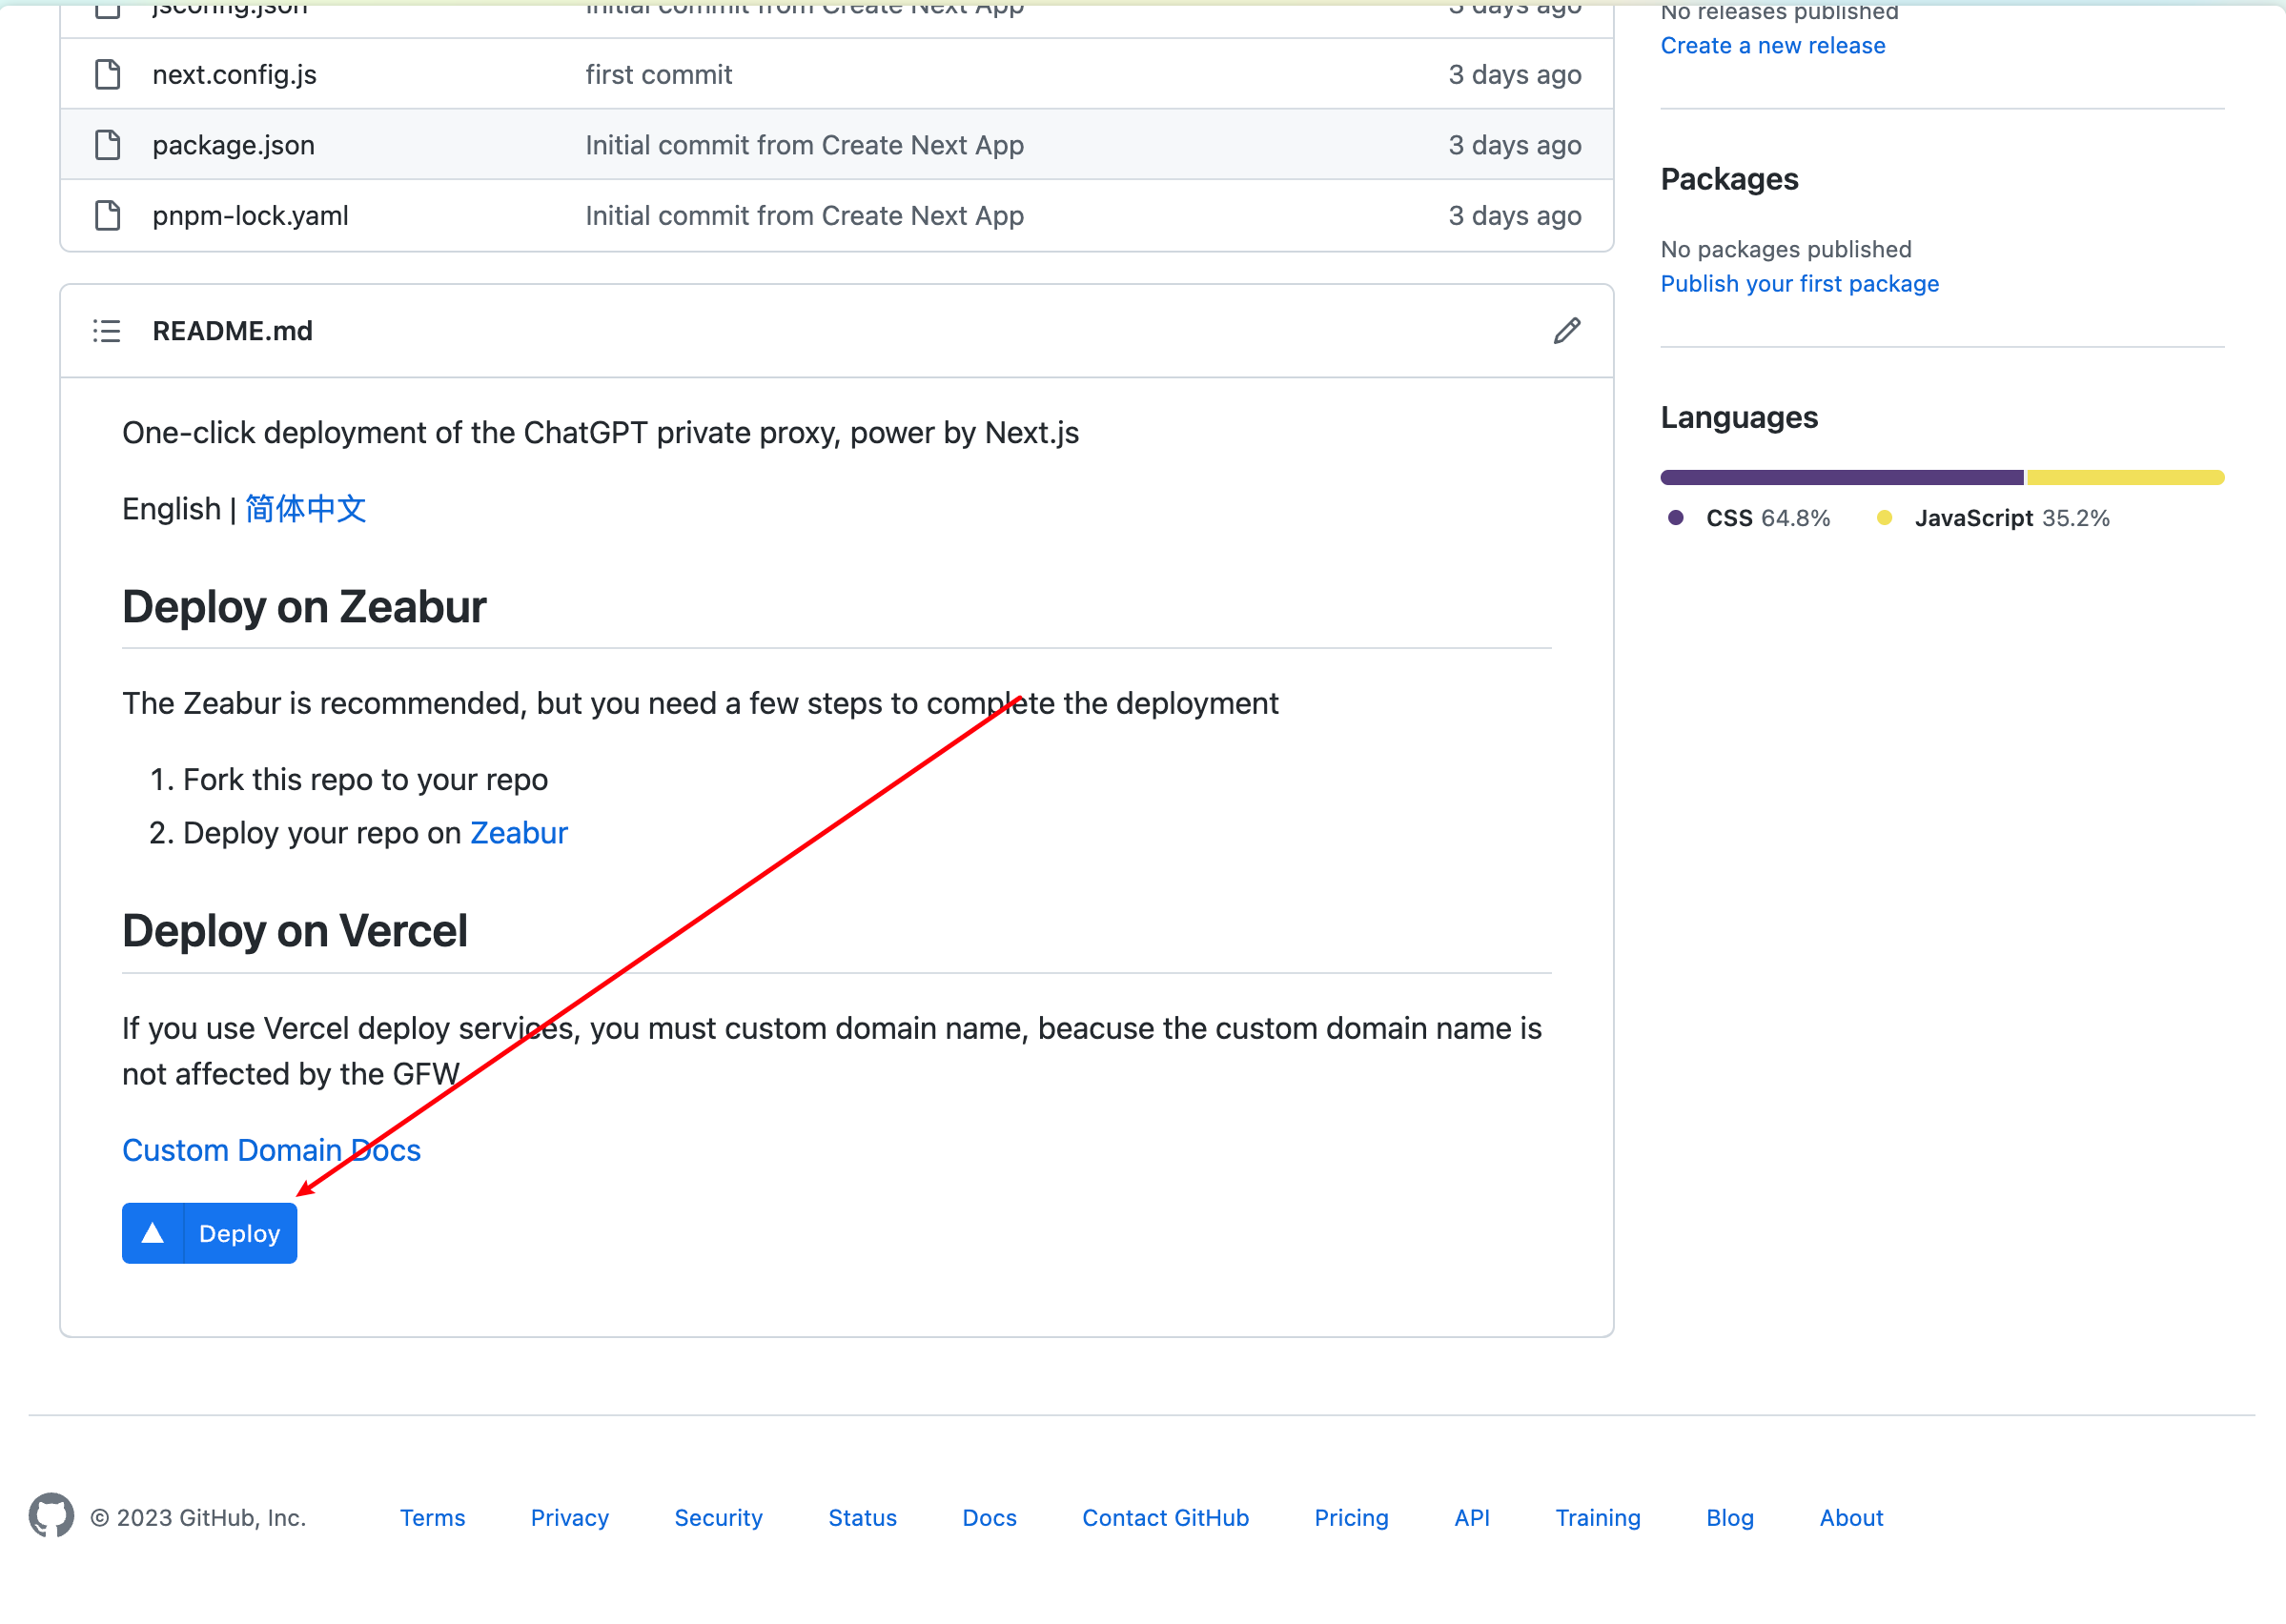 jsconfig.json Initial commit from Create Next App 3 days ago
next.config.js first commit 3 days ago
package.json Initial commit from Create Next App 3 days ago
pnpm-lock.yaml Initial commit from Create Next App 3 days ago
README.md
One-click deployment of the ChatGPT private proxy, power by Next.js
English | 简体中文
Deploy on Zeabur
The Zeabur is recommended, but you need a few steps to complete the deployment
1. Fork this repo to your repo
2. Deploy your repo on Zeabur
Deploy on Vercel
If you use Vercel deploy services, you must custom domain name, beacuse the custom domain name is
not affected by the GFW
Custom Domain Docs
Deploy
No releases published
Create a new release
Packages
No packages published
Publish your first package
Languages
CSS 64.8% JavaScript 35.2%
© 2023 GitHub, Inc. Terms Privacy Security Status Docs Contact GitHub Pricing API Training Blog About